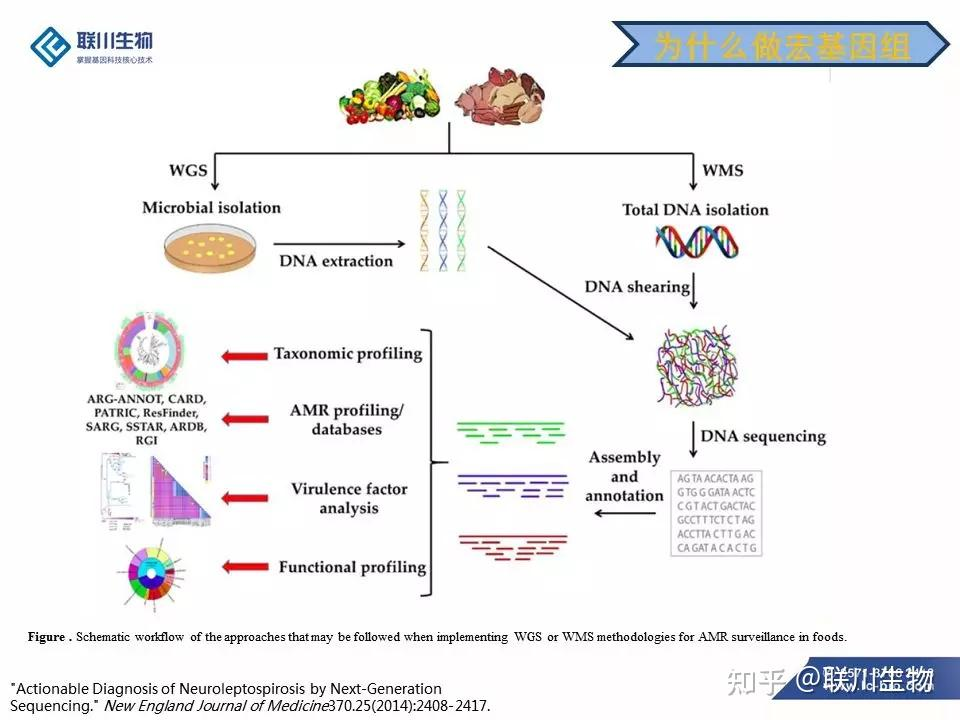 联川生物
掌握基因科技核心技术
为什么做宏基因组
WGS
WMS
Microbial isolation
Total DNA isolation
DNA extraction
DNA shearing
Taxonomic profiling
ARG-ANNOT, CARD,
PATRIC, ResFinder,
SARG, SSTAR, ARDB,
RGI
AMR profiling/
databases
Virulence factor
analysis
Functional profiling
DNA sequencing
Assembly
and
annotation
AGTAACACTAAG
GTGGGATAACTC
CGTACTGACTAC
GCCTTTCTCTAG
ACCTTACTTGAC
CAGATACACTG
Figure . Schematic workflow of the approaches that may be followed when implementing WGS or WMS methodologies for AMR surveillance in foods.
"Actionable Diagnosis of Neuroleptospirosis by Next-Generation
Sequencing." New England Journal of Medicine370.25(2014):2408-2417.
知乎 @联川生物